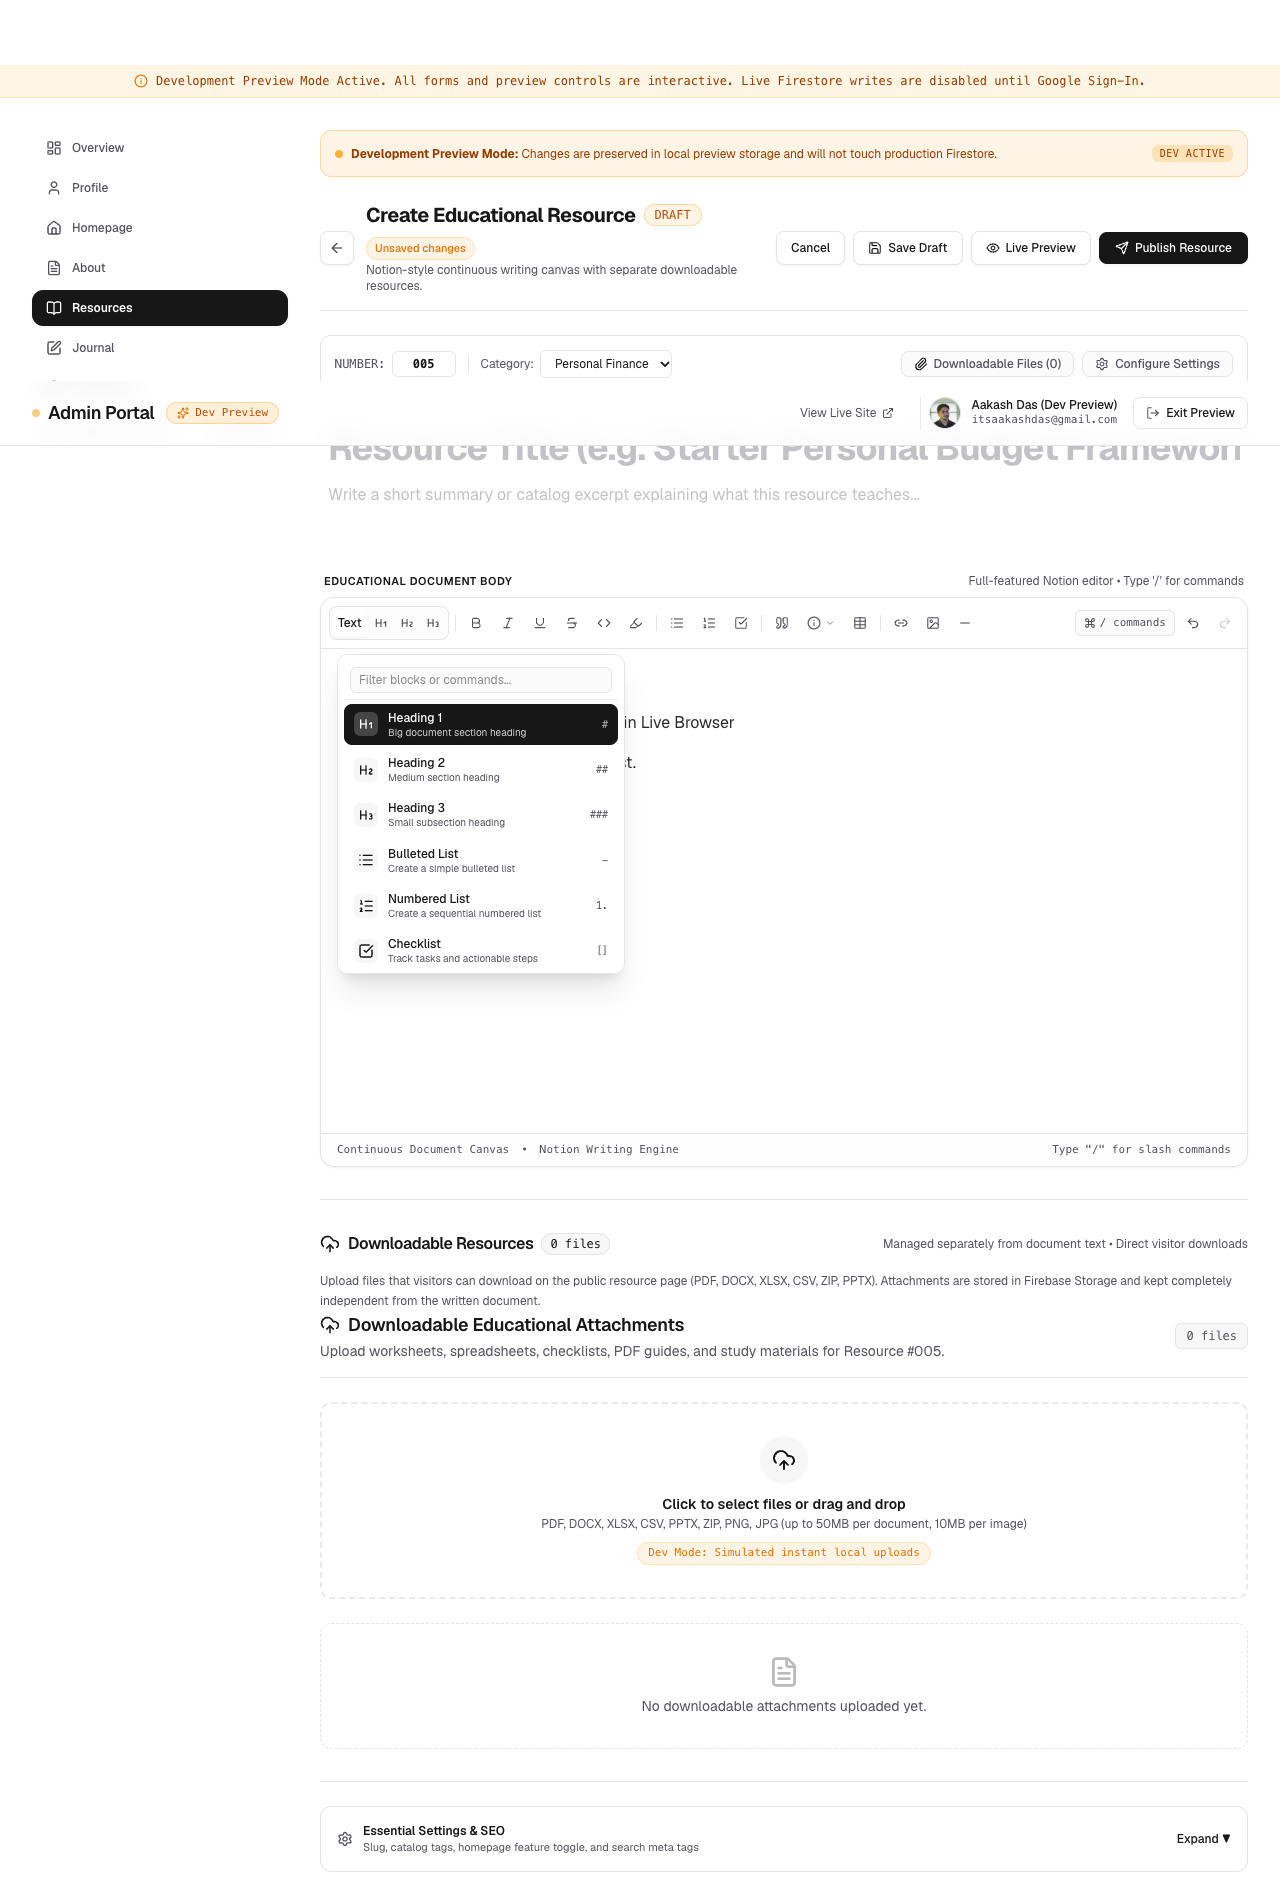 Development Preview Mode Active. All forms and preview controls are interactive. Live Firestore writes are disabled until Google Sign-In.
Overview
Profile
Homepage
About
Resources
Journal
Development Preview Mode: Changes are preserved in local preview storage and will not touch production Firestore.
DEV ACTIVE
Create Educational Resource
DRAFT
Unsaved changes
Notion-style continuous writing canvas with separate downloadable
resources.
Cancel
Save Draft
Live Preview
Publish Resource
NUMBER:
005
Category:
Personal Finance
Downloadable Files (0)
Configure Settings
Admin Portal
Dev Preview
View Live Site
Aakash Das (Dev Preview)
itsaakashdas@gmail.com
Exit Preview
Resource Title (e.g. Starter Personal Budget Framewor
Write a short summary or catalog excerpt explaining what this resource teaches...
EDUCATIONAL DOCUMENT BODY
Full-featured Notion editor • Type '/' for commands
Text
H1
H2
H3
⌘ / commands
Filter blocks or commands...
H1
Heading 1
Big document section heading
#
in Live Browser
H2
Heading 2
Medium section heading
##
st.
H3
Heading 3
Small subsection heading
###
Bulleted List
Create a simple bulleted list
-
Numbered List
Create a sequential numbered list
1.
Checklist
Track tasks and actionable steps
[]
Continuous Document Canvas • Notion Writing Engine
Type "/" for slash commands
Downloadable Resources
0 files
Managed separately from document text • Direct visitor downloads
Upload files that visitors can download on the public resource page (PDF, DOCX, XLSX, CSV, ZIP, PPTX). Attachments are stored in Firebase Storage and kept completely
independent from the written document.
Downloadable Educational Attachments
0 files
Upload worksheets, spreadsheets, checklists, PDF guides, and study materials for Resource #005.
Click to select files or drag and drop
PDF, DOCX, XLSX, CSV, PPTX, ZIP, PNG, JPG (up to 50MB per document, 10MB per image)
Dev Mode: Simulated instant local uploads
No downloadable attachments uploaded yet.
Essential Settings & SEO
Slug, catalog tags, homepage feature toggle, and search meta tags
Expand ▼